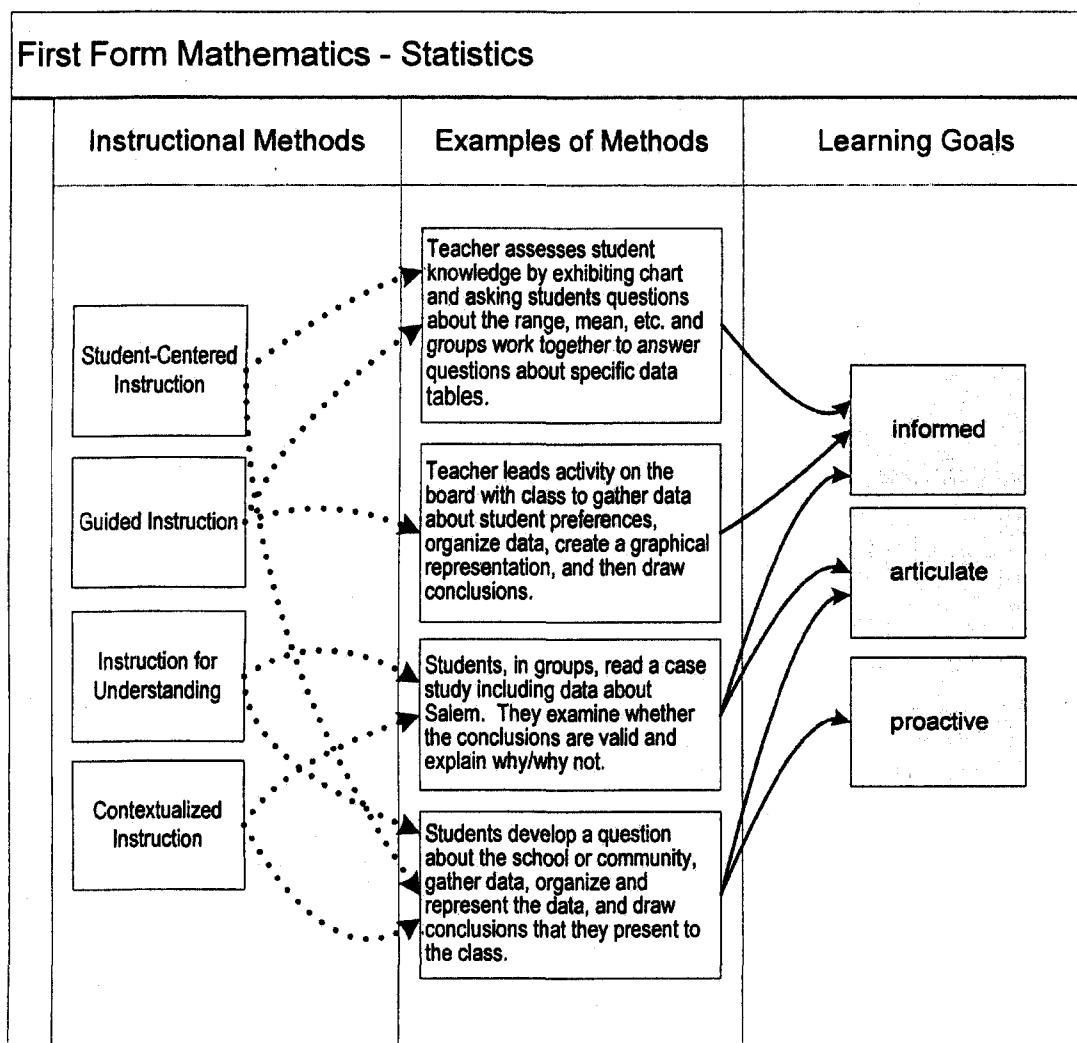 First Form Mathematics - Statistics
Instructional Methods
Examples of Methods
Learning Goals
Student-Centered
Instruction
Guided Instruction
Instruction for
Understanding
Contextualized
Instruction
Teacher assesses student
knowledge by exhibiting chart
and asking students questions
about the range, mean, etc. and
groups work together to answer
questions about specific data
tables.
Teacher leads activity on the
board with class to gather data
about student preferences,
organize data, create a graphical
representation, and then draw
conclusions.
Students, in groups, read a case
study including data about
Salem.  They examine whether
the conclusions are valid and
explain why/why not.
Students develop a question
about the school or community,
gather data, organize and
represent the data, and draw
conclusions that they present to
the class.
informed
articulate
proactive